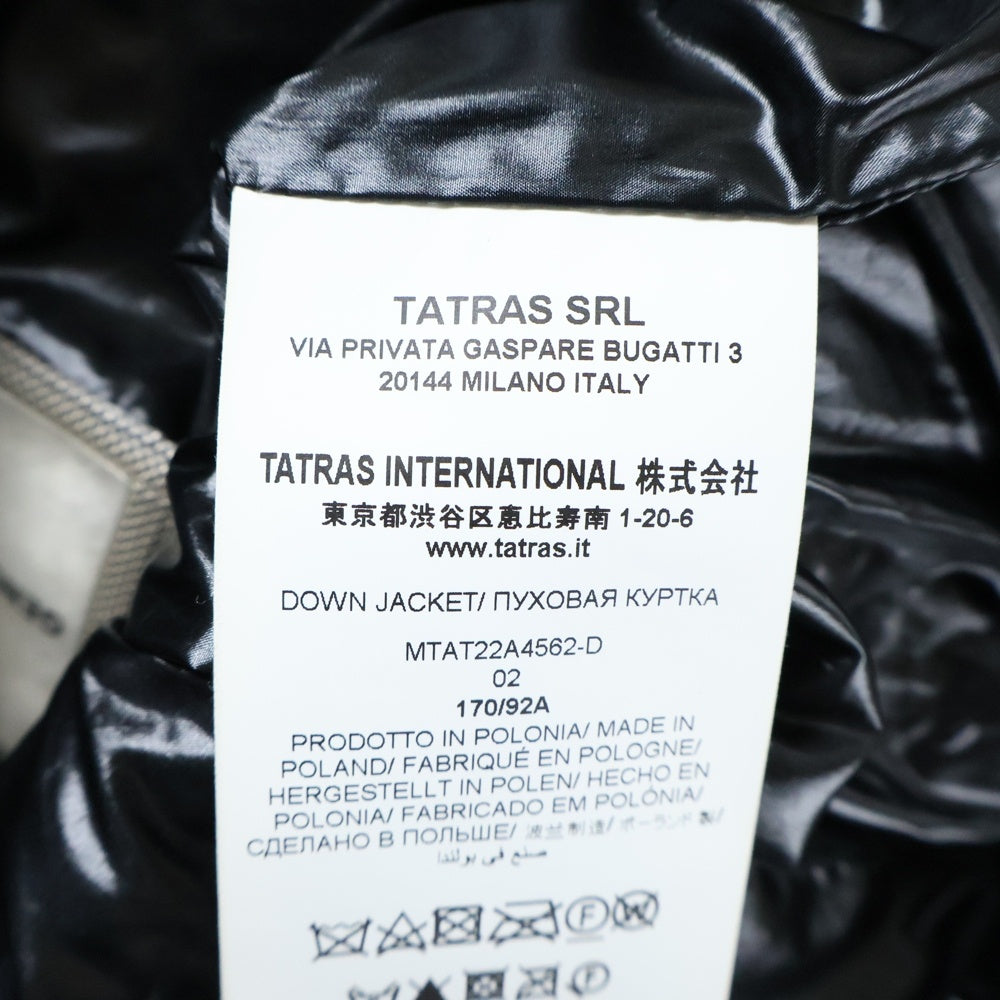 TATRAS SRL
VIA PRIVATA GASPARE BUGATTI 3
20144 MILANO ITALY
TATRAS INTERNATIONAL 株式会社
東京都渋谷区恵比寿南 1-20-6
www.tatras.it
DOWN JACKET/ ПУХОВАЯ КУРТКА
MTAT22A4562-D
02
170/92A
PRODOTTO IN POLONIA/ MADE IN
POLAND/ FABRIQUÉ EN POLOGNE/
HERGESTELLT IN POLEN/ HECHO EN
POLONIA/ FABRICADO EM POLÓNIA/
СДЕЛАНО В ПОЛЬШЕ/ 波兰制造/ ポーランド製/
صنع في بولندا
F W
F